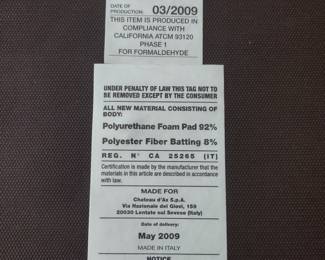 DATE OF
PRODUCTION: 03/2009
THIS ITEM IS PRODUCED IN
COMPLIANCE WITH
CALIFORNIA ATCM 93120
PHASE 1
FOR FORMALDEHYDE
UNDER PENALTY OF LAW THIS TAG NOT TO
BE REMOVED EXCEPT BY THE CONSUMER
ALL NEW MATERIAL CONSISTING OF
BODY:
Polyurethane Foam Pad 92%
Polyester Fiber Batting 8%
REG. N° CA 25265 (IT)
Certification is made by the manufacturer that the
materials in this article are described in accordance
with law.
MADE FOR
Chateau d'Ax S.p.A.
Via Nazionale dei Giovi, 159
20030 Lentate sul Seveso (Italy)
Date of delivery:
May 2009
MADE IN ITALY
NOTICE